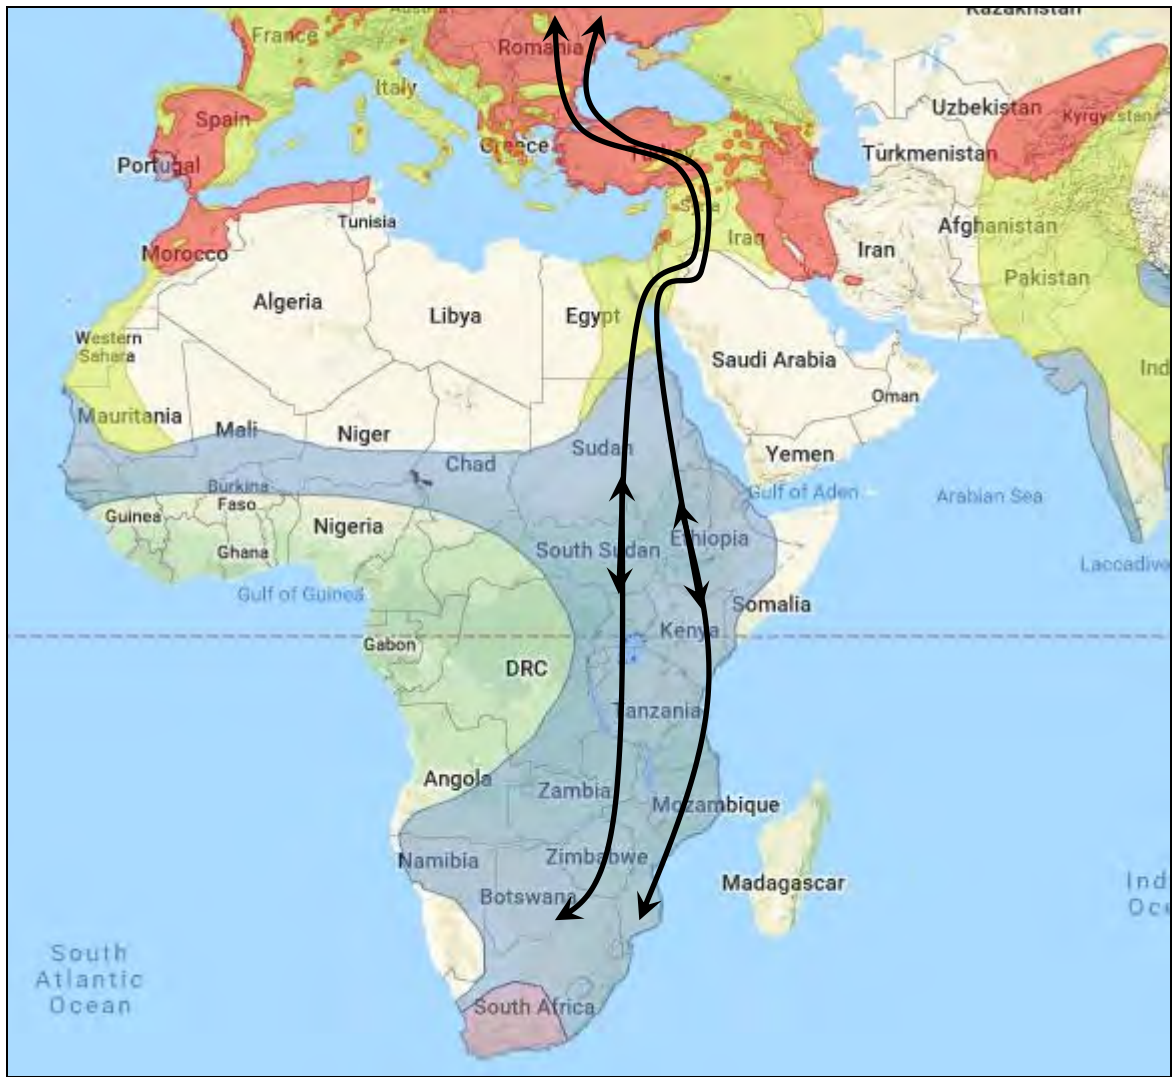 Kazakhstan
France
Romania
Italy
Uzbekistan
Kyrgyzstan
Spain
Greece
Turkey
Türkmenistan
Portugal
Syria
Tunisia
Afghanistan
Iraq
Iran
Morocco
Pakistan
Algeria
Libya
Egypt
Western
Sahara
Saudi Arabia
Ind
Oman
Mauritania
Mali
Niger
Sudan
Yemen
Chad
Burkina
Faso
Gulf of Aden
Arabian Sea
Guinea
Nigeria
Ethiopia
Ghana
South Sudan
Laccadive
Gulf of Guinea
Somalia
Kenya
Gabon
DRC
Tanzania
Angola
Zambia
Mozambique
Namibia
Zimbabwe
Madagascar
Botswana
Ind
Oce
South
Atlantic
Ocean
South Africa